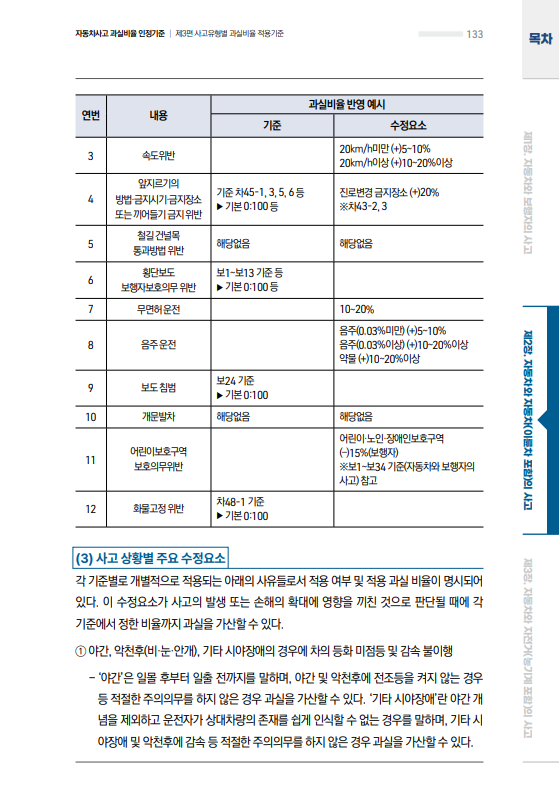 자동차사고 과실비율 인정기준 | 제3편 사고유형별 과실비율 적용기준
133
목차
연번
내용
과실비율 반영 예시
기준
수정요소
3
속도위반
20km/h미만 (+)5~10%
20km/h이상 (+)10~20%이상
4
앞지르기의
방법·금지시기·금지장소
또는 끼어들기 금지 위반
기준 차45-1, 3, 5, 6 등
▶ 기본 0:100 등
진로변경 금지장소 (+)20%
※차43-2, 3
5
철길 건널목
통과방법 위반
해당없음
해당없음
6
횡단보도
보행자보호의무 위반
보1~보13 기준 등
▶ 기본 0:100 등
7
무면허운전
10~20%
8
음주 운전
음주(0.03%미만) (+)5~10%
음주(0.03%이상) (+)10~20%이상
약물 (+)10~20%이상
9
보도 침범
보24 기준
▶ 기본 0:100
10
개문발차
해당없음
해당없음
11
어린이보호구역
보호의무위반
어린이·노인·장애인보호구역
(-)15%(보행자)
※보1~보34 기준(자동차와 보행자의
사고) 참고
12
화물고정 위반
차48-1 기준
▶ 기본 0:100
(3) 사고 상황별 주요 수정요소
각 기준별로 개별적으로 적용되는 아래의 사유들로서 적용 여부 및 적용 과실 비율이 명시되어
있다. 이 수정요소가 사고의 발생 또는 손해의 확대에 영향을 끼친 것으로 판단될 때에 각
기준에서 정한 비율까지 과실을 가산할 수 있다.
① 야간, 악천후(비·눈·안개), 기타 시야장애의 경우에 차의 등화 미점등 및 감속 불이행
– ‘야간’은 일몰 후부터 일출 전까지를 말하며, 야간 및 악천후에 전조등을 켜지 않는 경우
등 적절한 주의의무를 하지 않은 경우 과실을 가산할 수 있다. ‘기타 시야장애’란 야간 개
념을 제외하고 운전자가 상대차량의 존재를 쉽게 인식할 수 없는 경우를 말하며, 기타 시
야장애 및 악천후에 감속 등 적절한 주의의무를 하지 않은 경우 과실을 가산할 수 있다.
제1장. 자동차와 보행자의 사고
제2장. 자동차와 자동차(이륜차 포함)의 사고
제3장. 자동차와 자전거(농기계 포함)의 사고